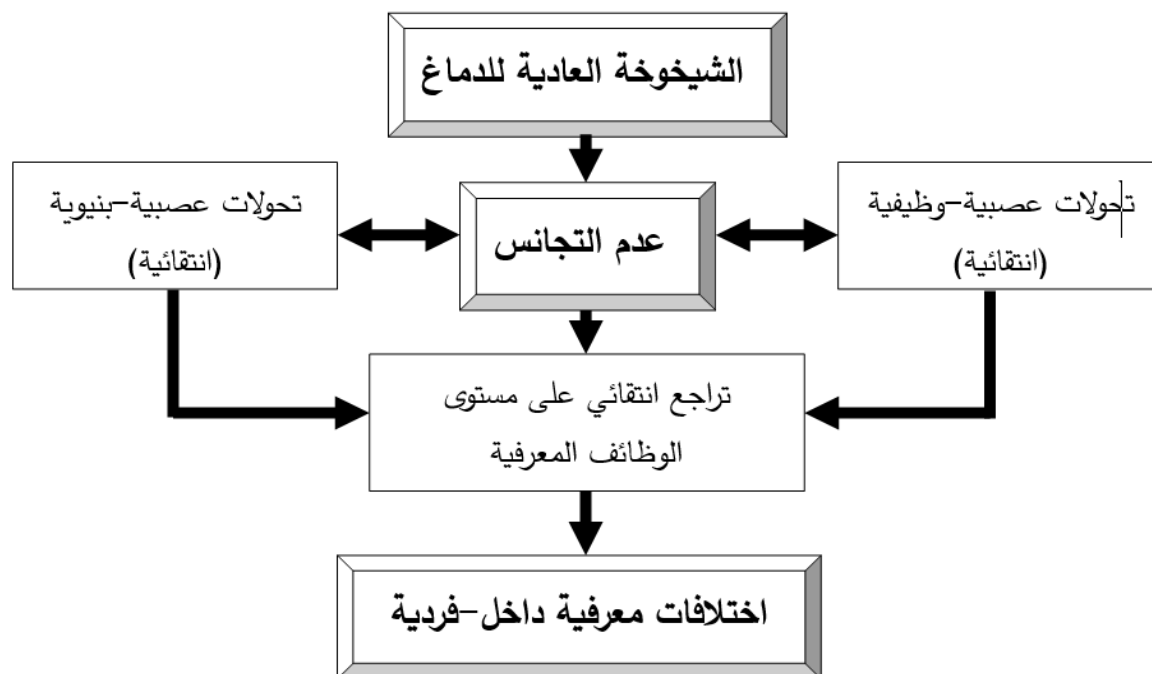 الشيخوخة العادية للدماغ
تحولات عصبية-وظيفية
(انتقائية)
عدم التجانس
تحولات عصبية-بنيوية
(انتقائية)
تراجع انتقائي على مستوى
الوظائف المعرفية
اختلافات معرفية داخل-فردية